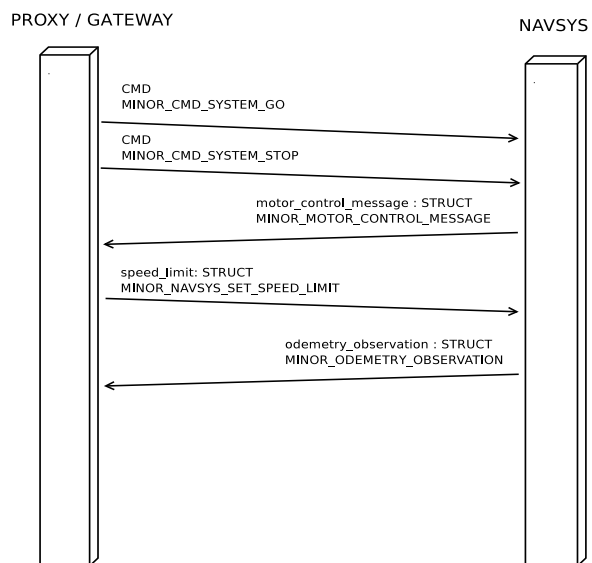 PROXY / GATEWAY
NAVSYS
CMD
MINOR_CMD_SYSTEM_GO
CMD
MINOR_CMD_SYSTEM_STOP
motor_control_message : STRUCT
MINOR_MOTOR_CONTROL_MESSAGE
speed_limit: STRUCT
MINOR_NAVSYS_SET_SPEED_LIMIT
odemetry_observation : STRUCT
MINOR_ODEMETRY_OBSERVATION